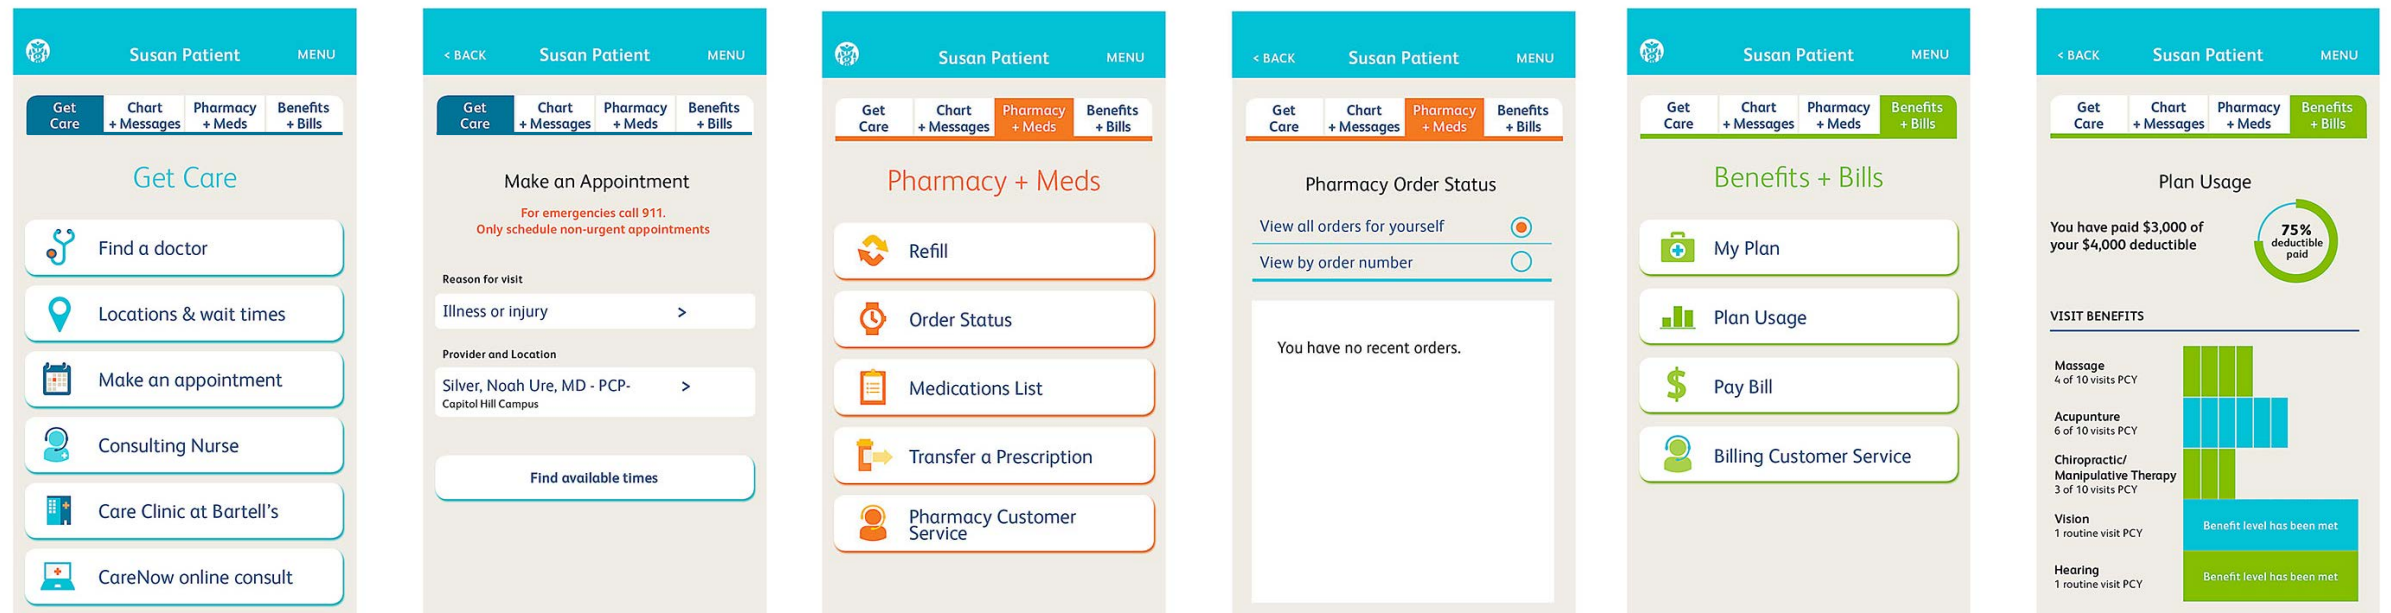 Susan Patient
MENU
Get Care
Chart + Messages
Pharmacy + Meds
Benefits + Bills
Get Care
Find a doctor
Locations & wait times
Make an appointment
Consulting Nurse
Care Clinic at Bartell's
CareNow online consult
< BACK
Susan Patient
MENU
Get Care
Chart + Messages
Pharmacy + Meds
Benefits + Bills
Make an Appointment
For emergencies call 911.
Only schedule non-urgent appointments
Reason for visit
Illness or injury >
Provider and Location
Silver, Noah Ure, MD - PCP- >
Capitol Hill Campus
Find available times
Susan Patient
MENU
Get Care
Chart + Messages
Pharmacy + Meds
Benefits + Bills
Pharmacy + Meds
Refill
Order Status
Medications List
Transfer a Prescription
Pharmacy Customer
Service
< BACK
Susan Patient
MENU
Get Care
Chart + Messages
Pharmacy + Meds
Benefits + Bills
Pharmacy Order Status
View all orders for yourself
View by order number
You have no recent orders.
Susan Patient
MENU
Get Care
Chart + Messages
Pharmacy + Meds
Benefits + Bills
Benefits + Bills
My Plan
Plan Usage
$ Pay Bill
Billing Customer Service
< BACK
Susan Patient
MENU
Get Care
Chart + Messages
Pharmacy + Meds
Benefits + Bills
Plan Usage
You have paid $3,000 of
your $4,000 deductible
75%
deductible
paid
VISIT BENEFITS
Massage
4 of 10 visits PCY
Acupunture
6 of 10 visits PCY
Chiropractic/
Manipulative Therapy
3 of 10 visits PCY
Vision
1 routine visit PCY
Benefit level has been met
Hearing
1 routine visit PCY
Benefit level has been met